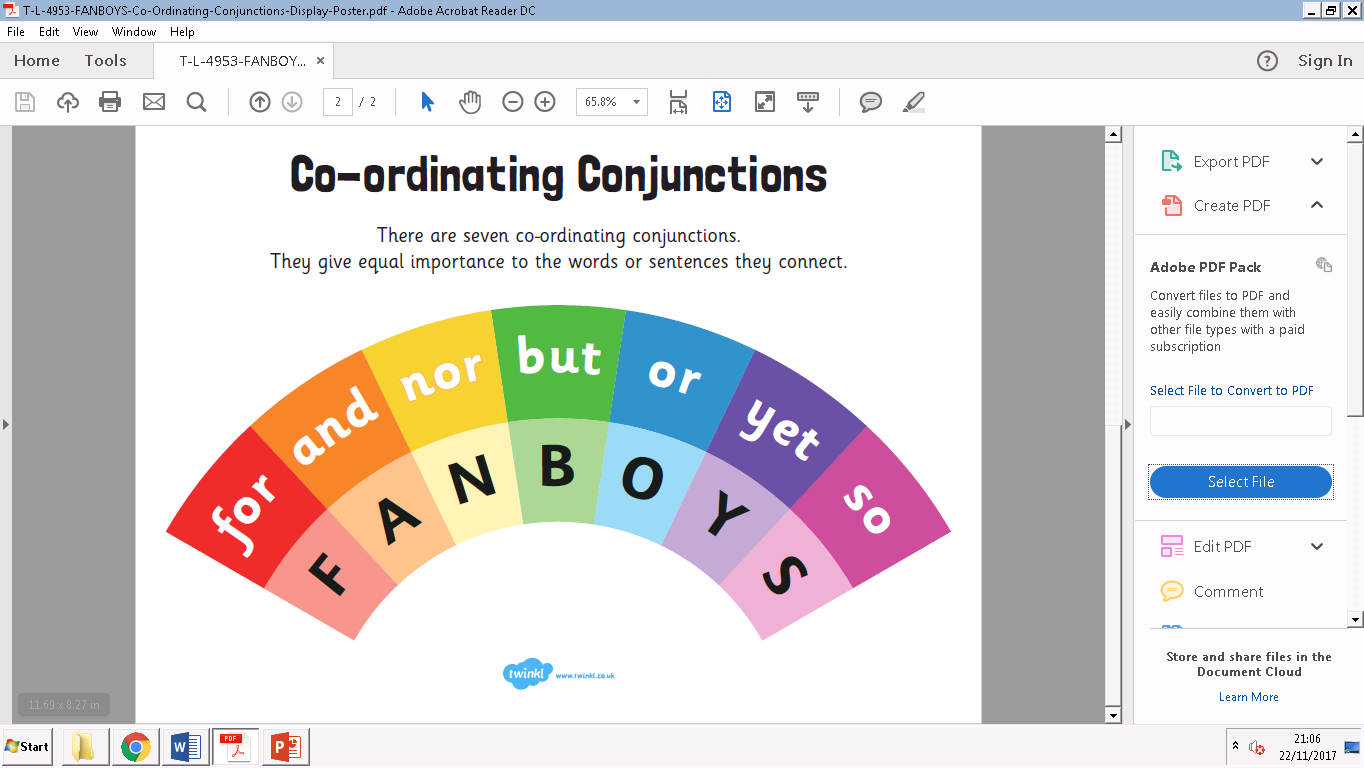 T-L-4953-FANBOYS-Co-Ordinating-Conjunctions-Display-Poster.pdf - Adobe Acrobat Reader DC
File Edit View Window Help
Home Tools T-L-4953-FANBOY... × ? Sign In
2 / 2 65.8%
Co-ordinating Conjunctions
There are seven co-ordinating conjunctions.
They give equal importance to the words or sentences they connect.
for and nor but or yet so
F A N B O Y S
twinkl www.twinkl.co.uk
11.69 x 8.27 in
Export PDF
Create PDF
Adobe PDF Pack
Convert files to PDF and
easily combine them with
other file types with a paid
subscription
Select File to Convert to PDF
Select File
Edit PDF
Comment
Store and share files in the
Document Cloud
Learn More
Start
W
PDF
P
21:06
22/11/2017